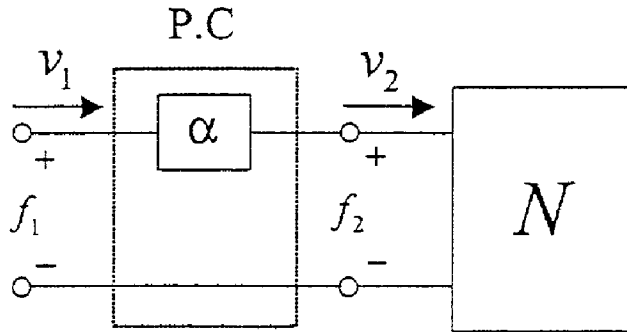 P.C
v₁ v₂
α
+ +
f₁ f₂ N
− −